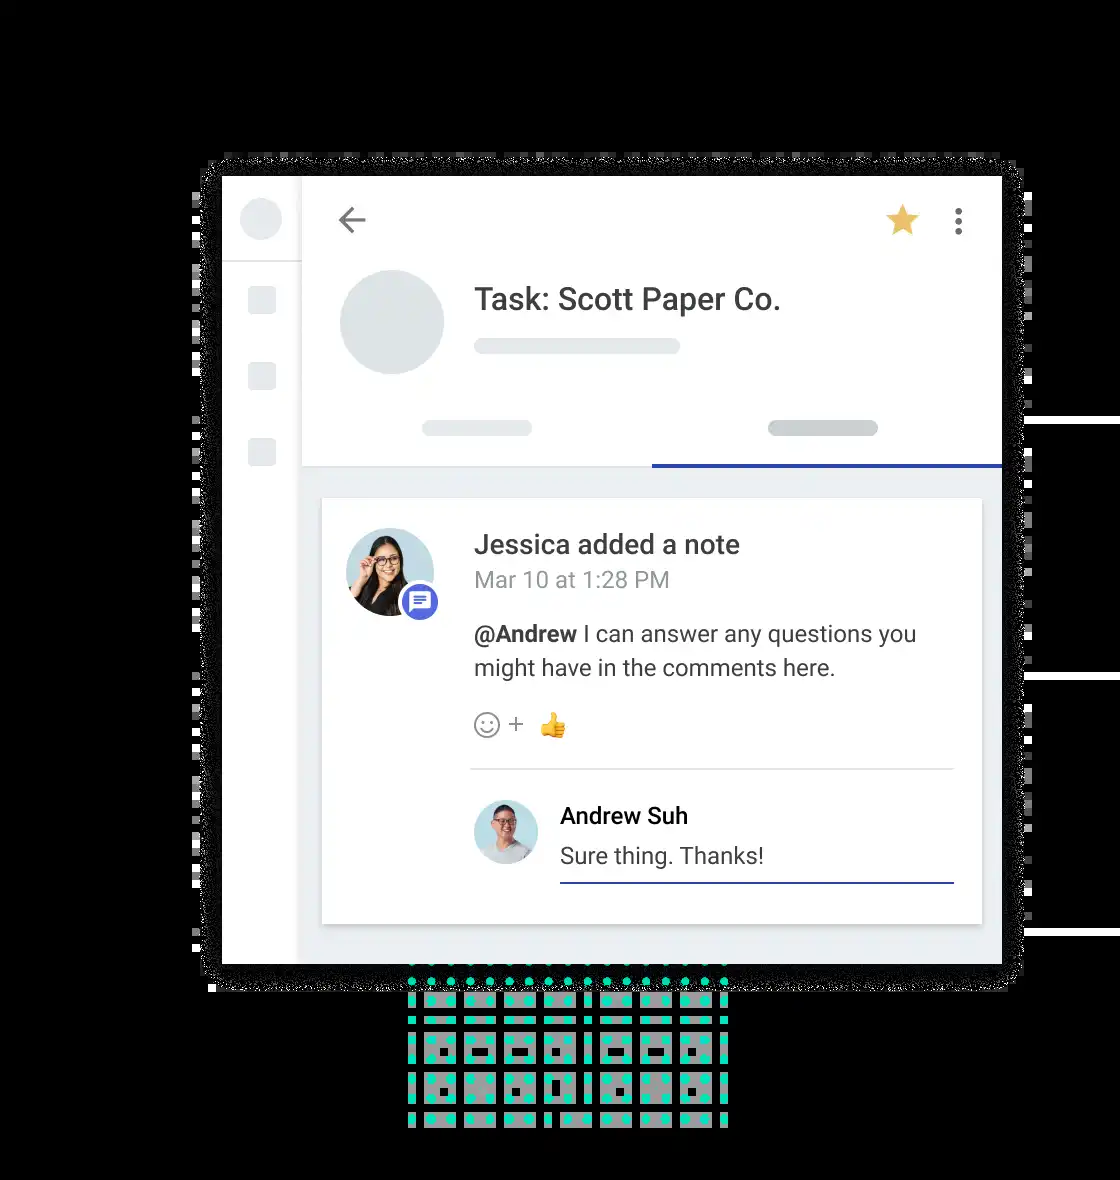 Task: Scott Paper Co.
Jessica added a note
Mar 10 at 1:28 PM
@Andrew I can answer any questions you
might have in the comments here.
Andrew Suh
Sure thing. Thanks!